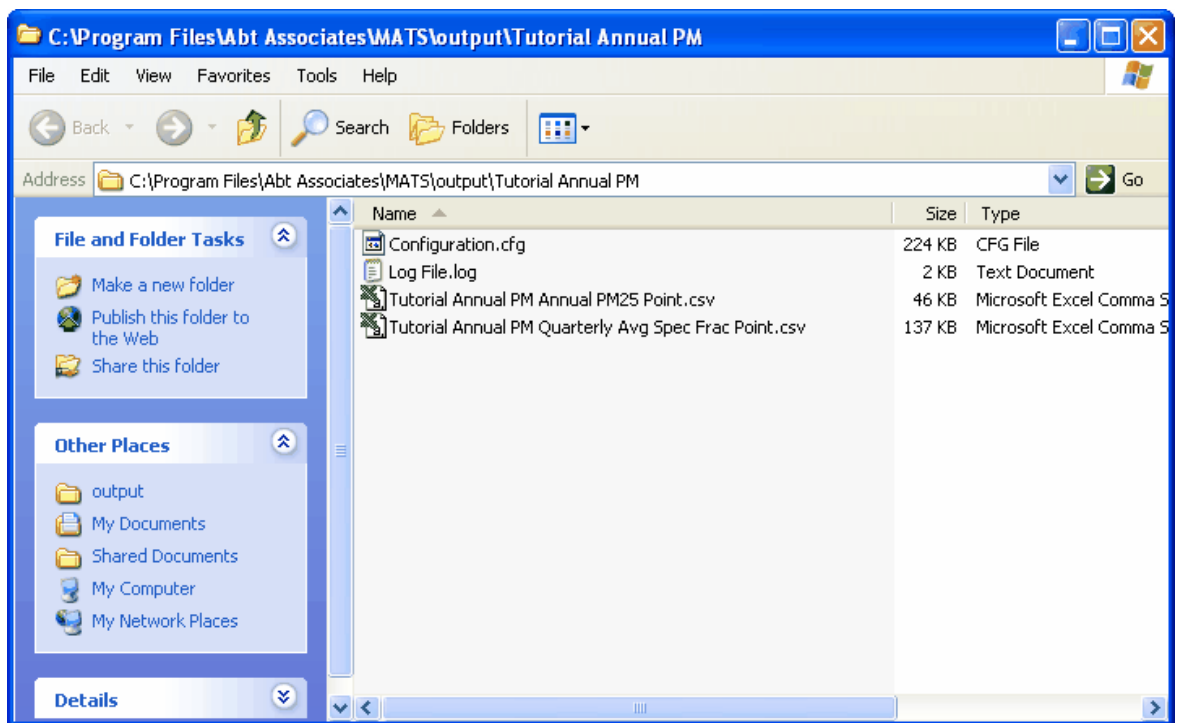 C:\Program Files\Abt Associates\MATS\output\Tutorial Annual PM
File Edit View Favorites Tools Help
Back Search Folders
Address C:\Program Files\Abt Associates\MATS\output\Tutorial Annual PM Go
File and Folder Tasks
Make a new folder
Publish this folder to
the Web
Share this folder
Other Places
output
My Documents
Shared Documents
My Computer
My Network Places
Details
Name Size Type
Configuration.cfg 224 KB CFG File
Log File.log 2 KB Text Document
Tutorial Annual PM Annual PM25 Point.csv 46 KB Microsoft Excel Comma S
Tutorial Annual PM Quarterly Avg Spec Frac Point.csv 137 KB Microsoft Excel Comma S